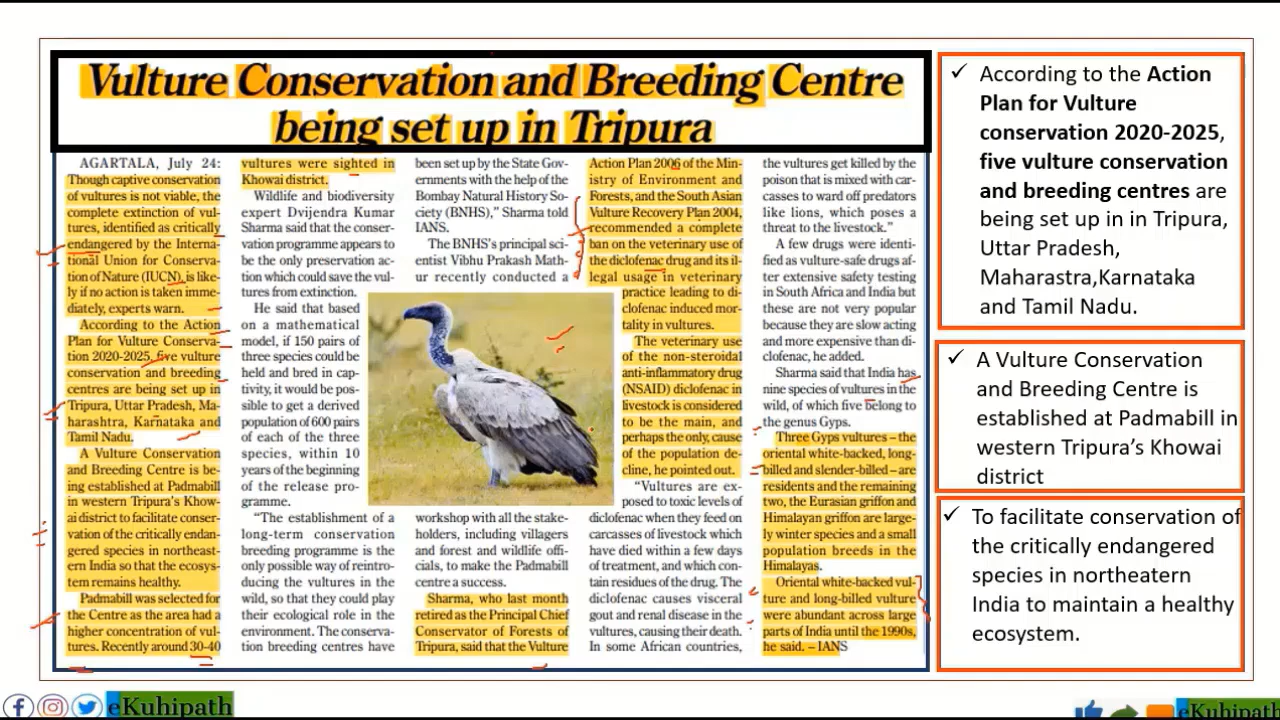 Vulture Conservation and Breeding Centre
being set up in Tripura
AGARTALA, July 24:
Though captive conservation
of vultures is not viable, the
complete extinction of vul-
tures, identified as critically
endangered by the Interna-
tional Union for Conserva-
tion of Nature (IUCN), is like-
ly if no action is taken imme-
diately, experts warn.
According to the Action
Plan for Vulture Conserva-
tion 2020-2025, five vulture
conservation and breeding
centres are being set up in
Tripura, Uttar Pradesh, Ma-
harashtra, Karnataka and
Tamil Nadu.
A Vulture Conservation
and Breeding Centre is be-
ing established at Padmabill
in western Tripura's Khow-
ai district to facilitate conser-
vation of the critically endan-
gered species in northeast-
ern India so that the ecosys-
tem remains healthy.
Padmabill was selected for
the Centre as the area had a
higher concentration of vul-
tures. Recently around 30-40
vultures were sighted in
Khowai district.
Wildlife and biodiversity
expert Dvijendra Kumar
Sharma said that the conser-
vation programme appears to
be the only preservation ac-
tion which could save the vul-
tures from extinction.
He said that based
on a mathematical
model, if 150 pairs of
three species could be
held and bred in cap-
tivity, it would be pos-
sible to get a derived
population of 600 pairs
of each of the three
species, within 10
years of the beginning
of the release pro-
gramme.
"The establishment of a
long-term conservation
breeding programme is the
only possible way of reintro-
ducing the vultures in the
wild, so that they could play
their ecological role in the
environment. The conserva-
tion breeding centres have
been set up by the State Gov-
ernments with the help of the
Bombay Natural History So-
ciety (BNHS)," Sharma told
IANS.
The BNHS's principal sci-
entist Vibhu Prakash Math-
ur recently conducted a
workshop with all the stake-
holders, including villagers
and forest and wildlife offi-
cials, to make the Padmabill
centre a success.
Sharma, who last month
retired as the Principal Chief
Conservator of Forests of
Tripura, said that the Vulture
Action Plan 2006 of the Min-
istry of Environment and
Forests, and the South Asian
Vulture Recovery Plan 2004,
recommended a complete
ban on the veterinary use of
the diclofenac drug and its il-
legal usage in veterinary
practice leading to di-
clofenac induced mor-
tality in vultures.
The veterinary use
of the non-steroidal
anti-inflammatory drug
(NSAID) diclofenac in
livestock is considered
to be the main, and
perhaps the only, cause
of the population de-
cline, he pointed out.
"Vultures are ex-
posed to toxic levels of
diclofenac when they feed on
carcasses of livestock which
have died within a few days
of treatment, and which con-
tain residues of the drug. The
diclofenac causes visceral
gout and renal disease in the
vultures, causing their death.
In some African countries,
the vultures get killed by the
poison that is mixed with car-
casses to ward off predators
like lions, which poses a
threat to the livestock."
A few drugs were identi-
fied as vulture-safe drugs af-
ter extensive safety testing
in South Africa and India but
these are not very popular
because they are slow acting
and more expensive than di-
clofenac, he added.
Sharma said that India has
nine species of vultures in the
wild, of which five belong to
the genus Gyps.
Three Gyps vultures – the
oriental white-backed, long-
billed and slender-billed – are
residents and the remaining
two, the Eurasian griffon and
Himalayan griffon are large-
ly winter species and a small
population breeds in the
Himalayas.
Oriental white-backed vul-
ture and long-billed vulture
were abundant across large
parts of India until the 1990s,
he said. – IANS
✓ According to the Action
Plan for Vulture
conservation 2020-2025,
five vulture conservation
and breeding centres are
being set up in in Tripura,
Uttar Pradesh,
Maharastra,Karnataka
and Tamil Nadu.
✓ A Vulture Conservation
and Breeding Centre is
established at Padmabill in
western Tripura's Khowai
district
✓ To facilitate conservation of
the critically endangered
species in northeatern
India to maintain a healthy
ecosystem.
eKuhipath
eKuhipath